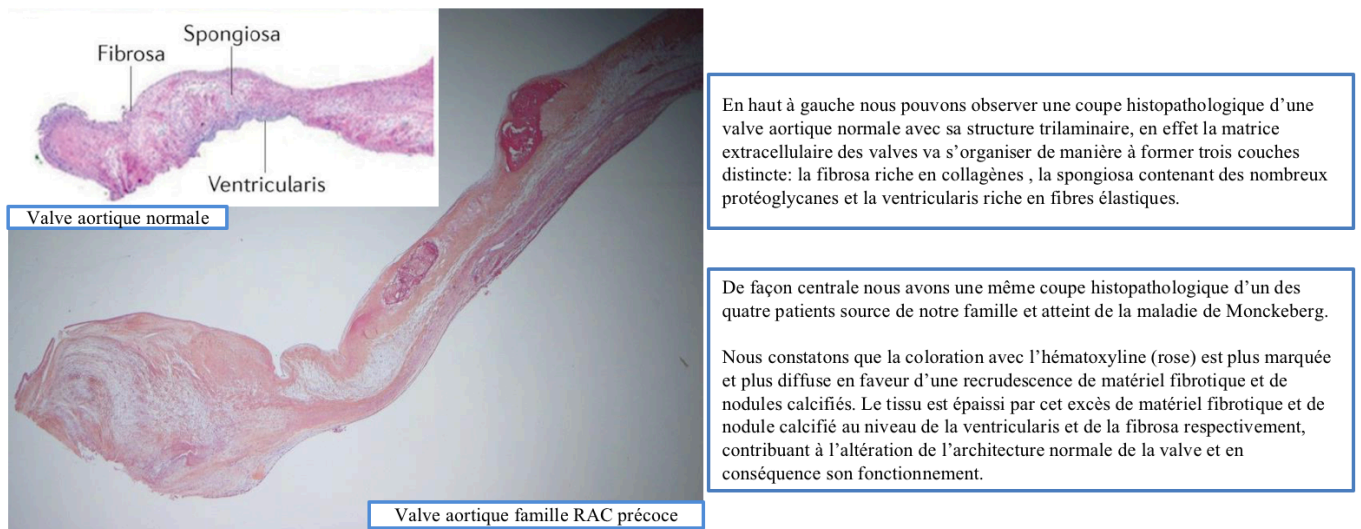 Spongiosa
Fibrosa
Ventricularis
Valve aortique normale
Valve aortique famille RAC précoce
En haut à gauche nous pouvons observer une coupe histopathologique d’une
valve aortique normale avec sa structure trilaminaire, en effet la matrice
extracellulaire des valves va s’organiser de manière à former trois couches
distincte: la fibrosa riche en collagènes , la spongiosa contenant des nombreux
protéoglycanes et la ventricularis riche en fibres élastiques.
De façon centrale nous avons une même coupe histopathologique d’un des
quatre patients source de notre famille et atteint de la maladie de Monckeberg.
Nous constatons que la coloration avec l’hématoxyline (rose) est plus marquée
et plus diffuse en faveur d’une recrudescence de matériel fibrotique et de
nodules calcifiés. Le tissu est épaissi par cet excès de matériel fibrotique et de
nodule calcifié au niveau de la ventricularis et de la fibrosa respectivement,
contribuant à l’altération de l’architecture normale de la valve et en
conséquence son fonctionnement.